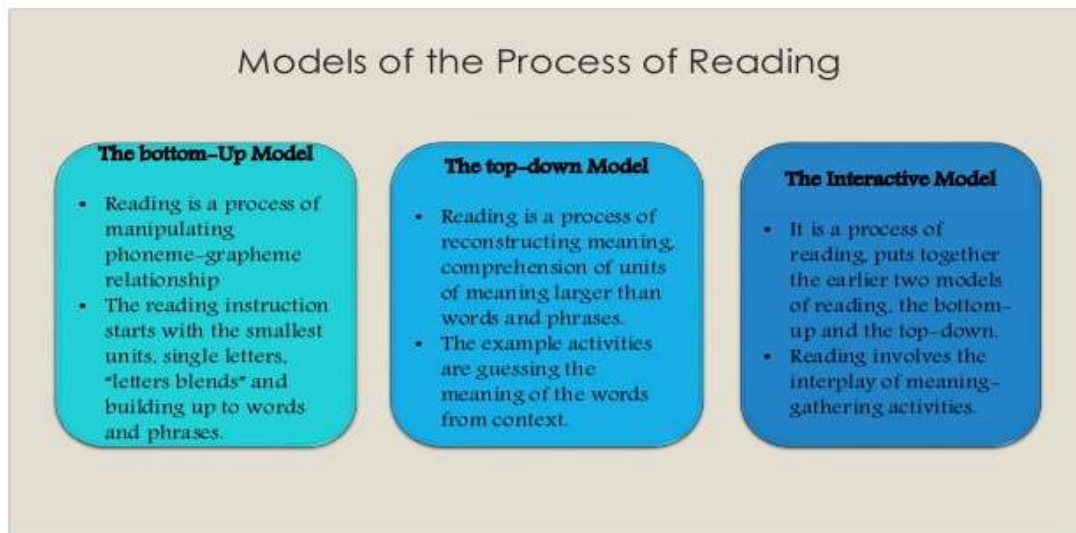 Models of the Process of Reading
The bottom-Up Model
• Reading is a process of
manipulating
phoneme-grapheme
relationship
• The reading instruction
starts with the smallest
units, single letters,
"letters blends" and
building up to words
and phrases.
The top-down Model
• Reading is a process of
reconstructing meaning,
comprehension of units
of meaning larger than
words and phrases.
• The example activities
are guessing the
meaning of the words
from context.
The Interactive Model
• It is a process of
reading, puts together
the earlier two models
of reading, the bottom-
up and the top-down.
• Reading involves the
interplay of meaning-
gathering activities.